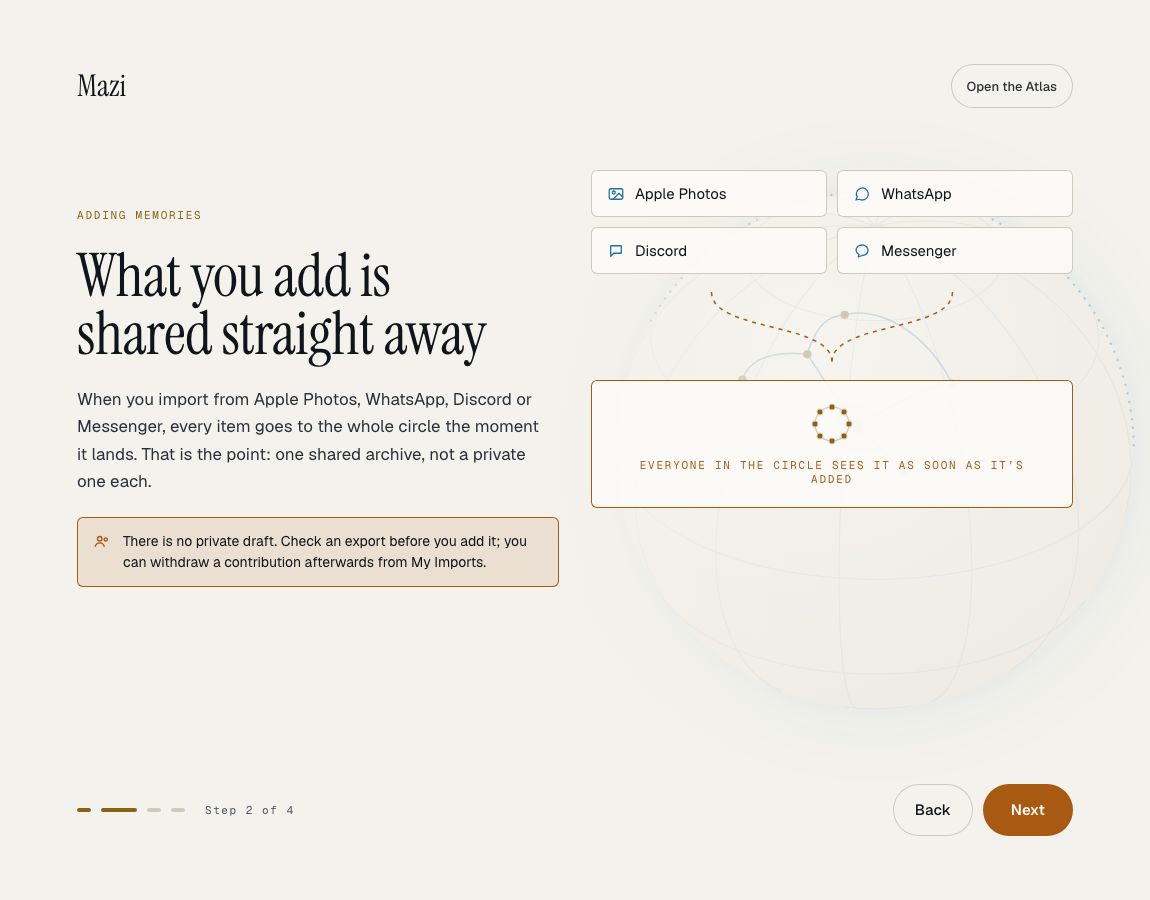 Mazi
Open the Atlas
ADDING MEMORIES
What you add is
shared straight away
When you import from Apple Photos, WhatsApp, Discord or
Messenger, every item goes to the whole circle the moment
it lands. That is the point: one shared archive, not a private
one each.
There is no private draft. Check an export before you add it; you
can withdraw a contribution afterwards from My Imports.
Apple Photos
WhatsApp
Discord
Messenger
EVERYONE IN THE CIRCLE SEES IT AS SOON AS IT'S
ADDED
Step 2 of 4
Back
Next